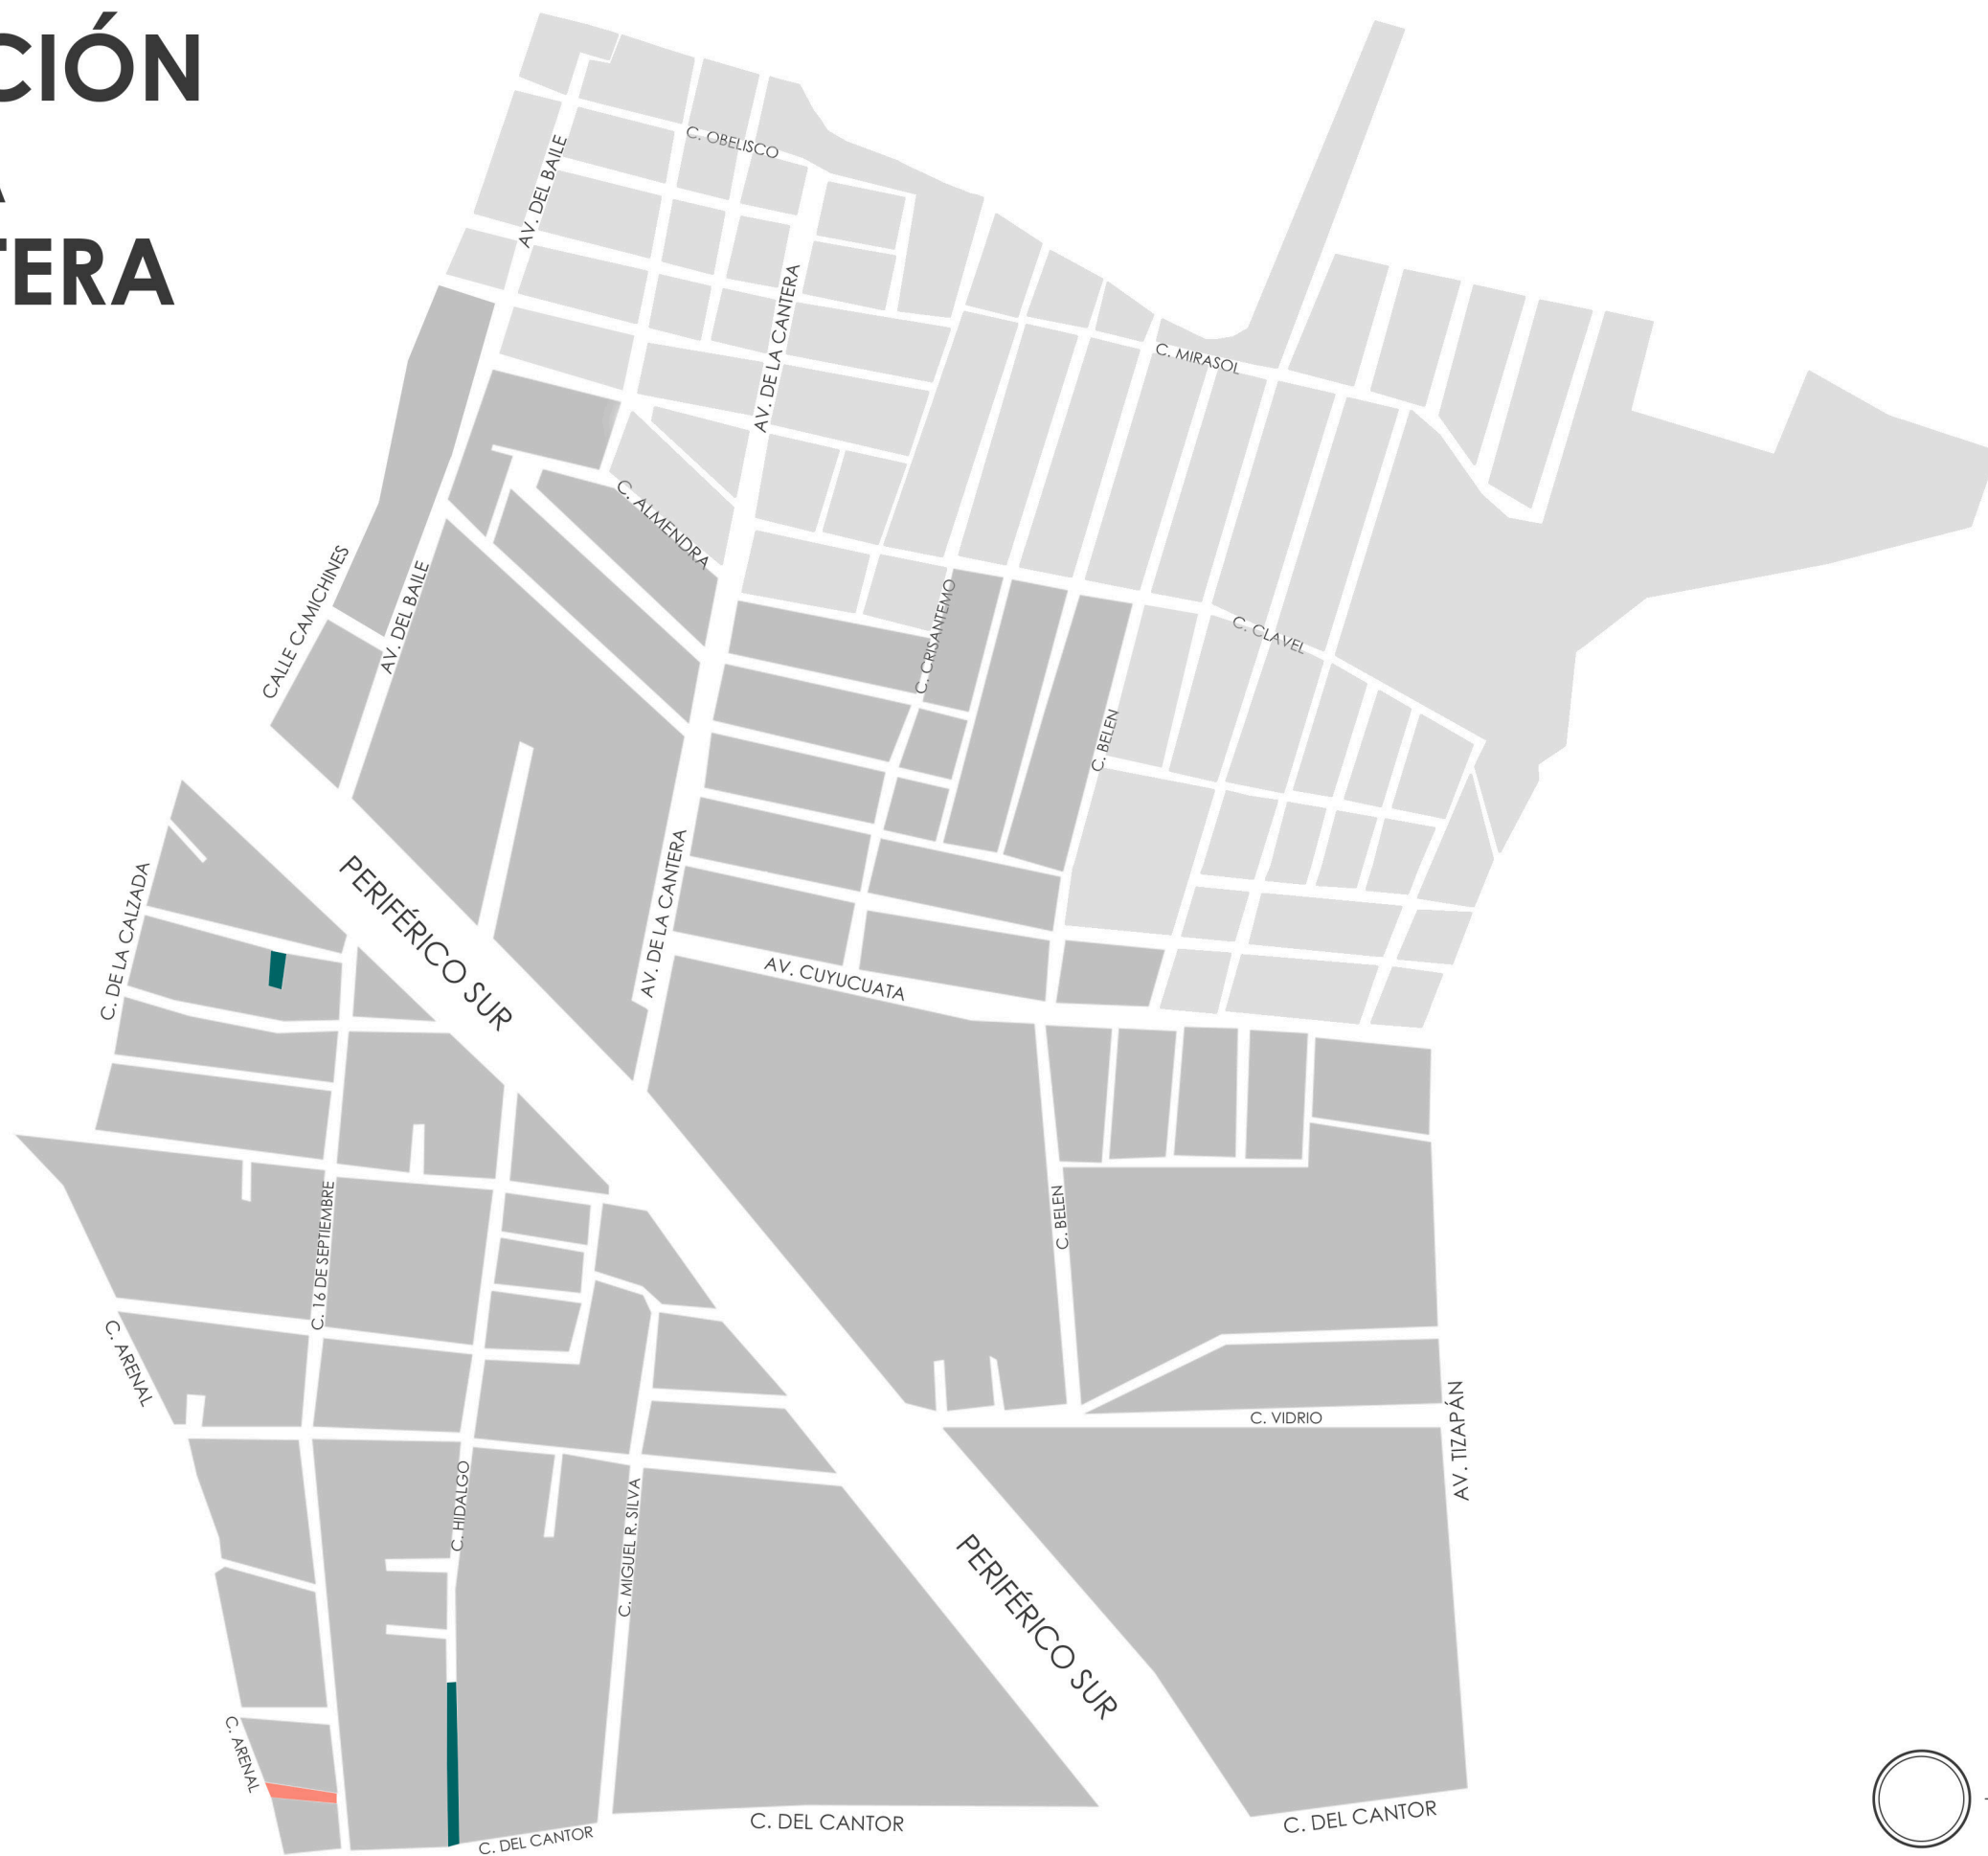 CIÓN
A
TERA
C. OBELISCO
AV. DEL BAILE
AV. DE LA CANTERA
C. MIRASOL
C. ALMENDRA
CALLE CAMICHINES
AV. DEL BAILE
C. CRISANTEMO
C. CLAVEL
C. BELEN
PERIFÉRICO SUR
C. DE LA CALZADA
AV. DE LA CANTERA
AV. CUYUCUATA
C. 16 DE SEPTIEMBRE
C. BELEN
C. ARENAL
C. VIDRIO
AV. TIZAPÁN
C. HIDALGO
C. MIGUEL R. SILVA
PERIFÉRICO SUR
C. ARENAL
C. DEL CANTOR
C. DEL CANTOR
C. DEL CANTOR